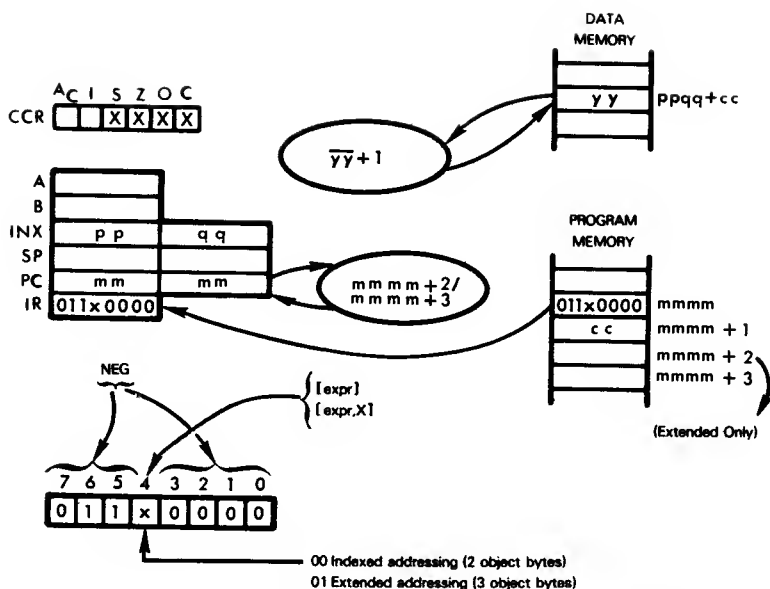 DATA
MEMORY
AC I S Z O C
CCR X X X X
yy ppqq+cc
yy+1
A
B
INX pp qq
SP
PC mm mm
IR 011x0000
mmmm+2/
mmmm+3
PROGRAM
MEMORY
011x0000 mmmm
cc mmmm + 1
mmmm + 2
mmmm + 3
(Extended Only)
NEG
[expr]
[expr,X]
7 6 5 4 3 2 1 0
0 1 1 x 0 0 0 0
00 Indexed addressing (2 object bytes)
01 Extended addressing (3 object bytes)